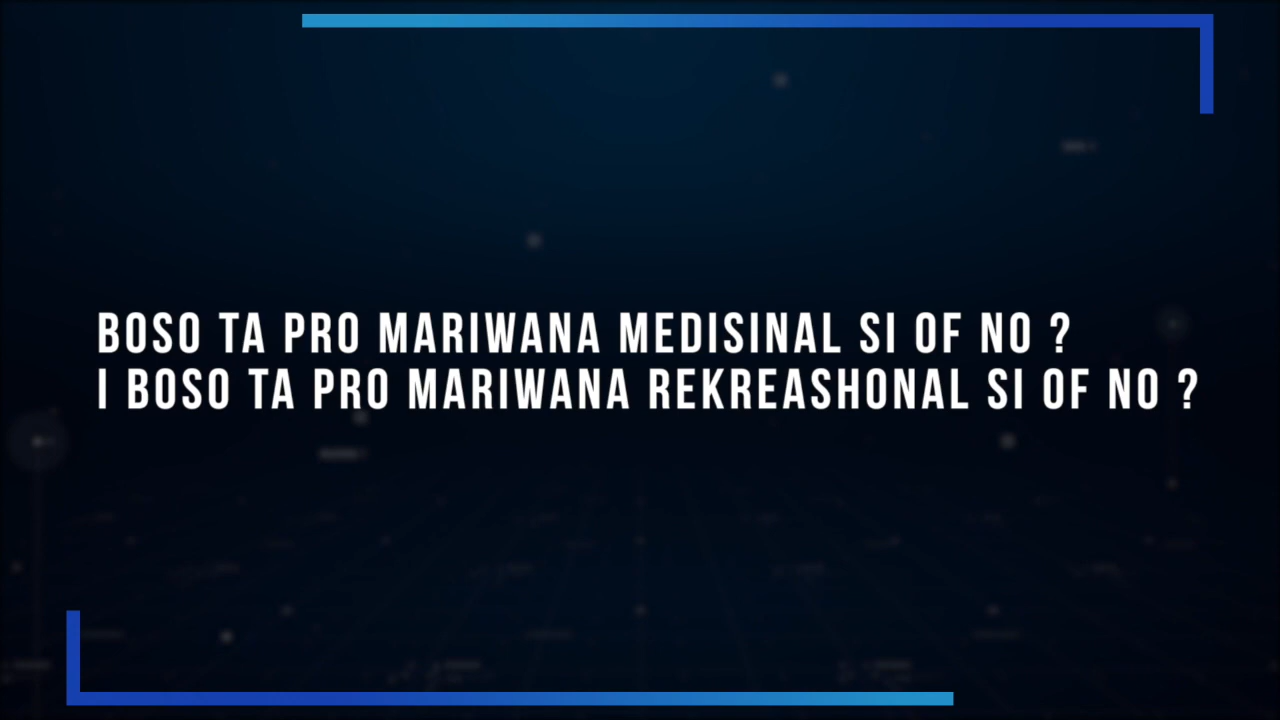 BOSO TA PRO MARIWANA MEDISINAL SI OF NO ?
I BOSO TA PRO MARIWANA REKREASHONAL SI OF NO ?